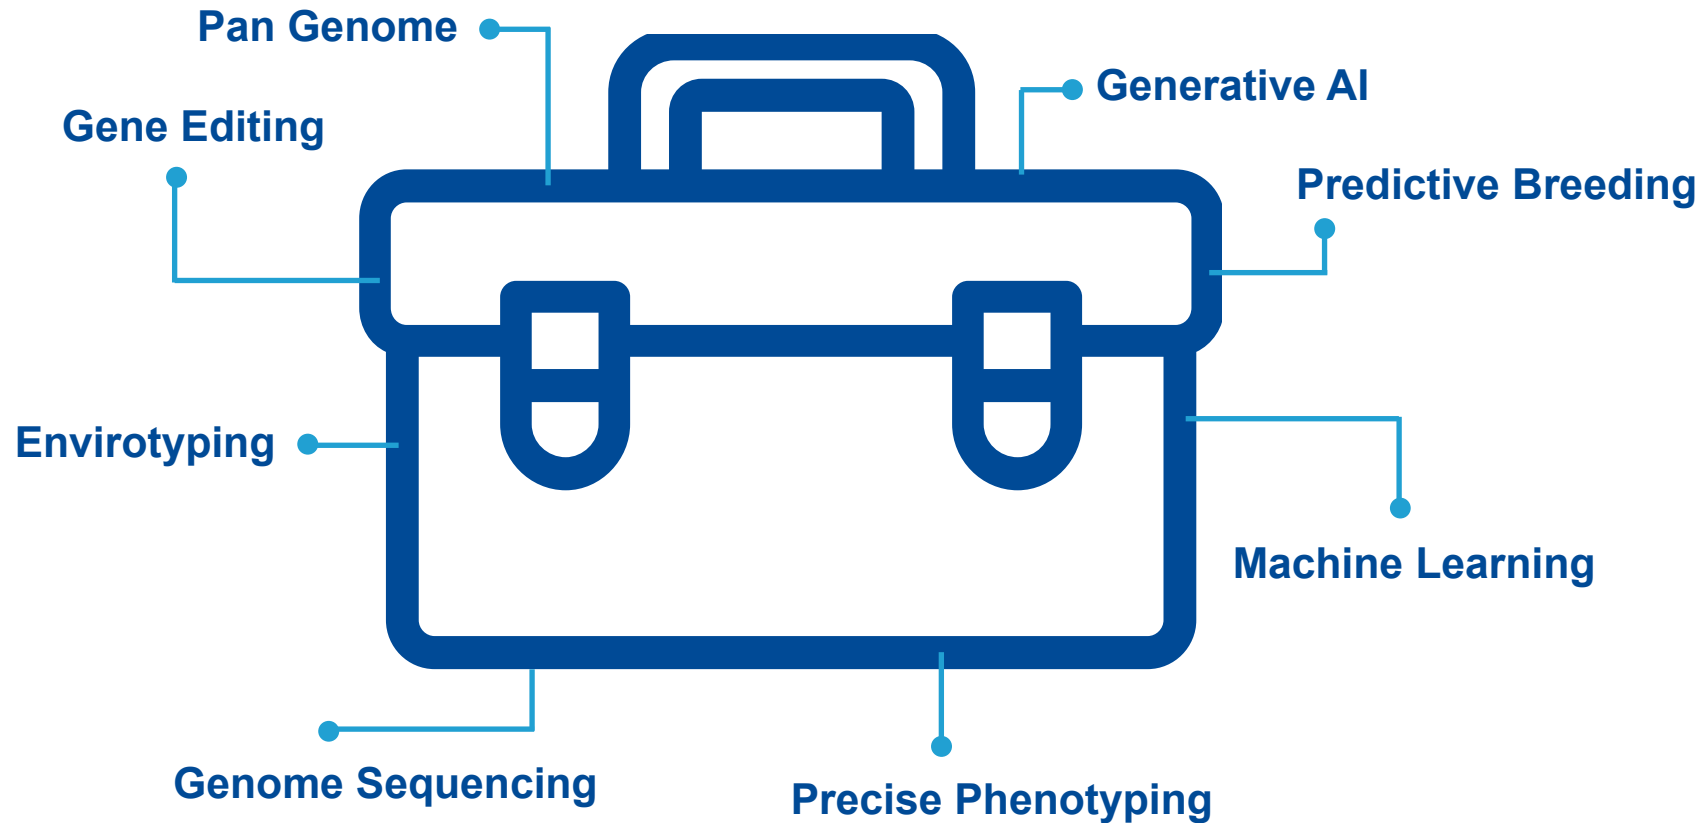 Pan Genome
Generative AI
Gene Editing
Predictive Breeding
Envirotyping
Machine Learning
Genome Sequencing
Precise Phenotyping